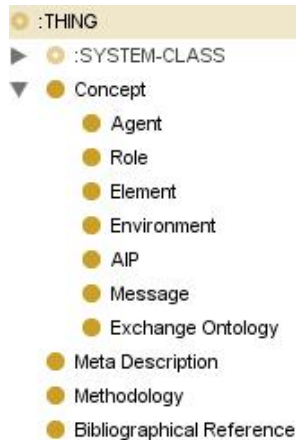 :THING
:SYSTEM-CLASS
Concept
Agent
Role
Element
Environment
AIP
Message
Exchange Ontology
Meta Description
Methodology
Bibliographical Reference